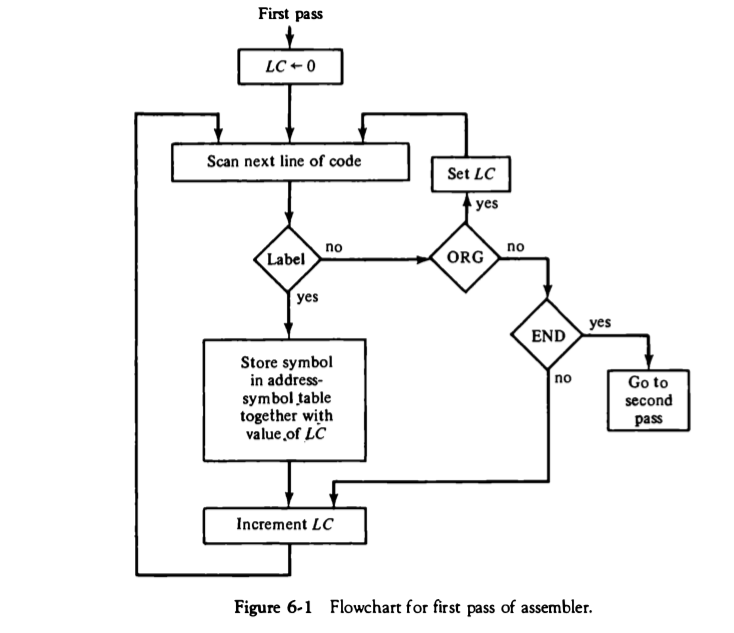 First pass
LC ← 0
Scan next line of code
Set LC
yes
Label
no
ORG
no
yes
END
yes
no
Store symbol
in address-
symbol table
together with
value of LC
Go to
second
pass
Increment LC
Figure 6-1 Flowchart for first pass of assembler.